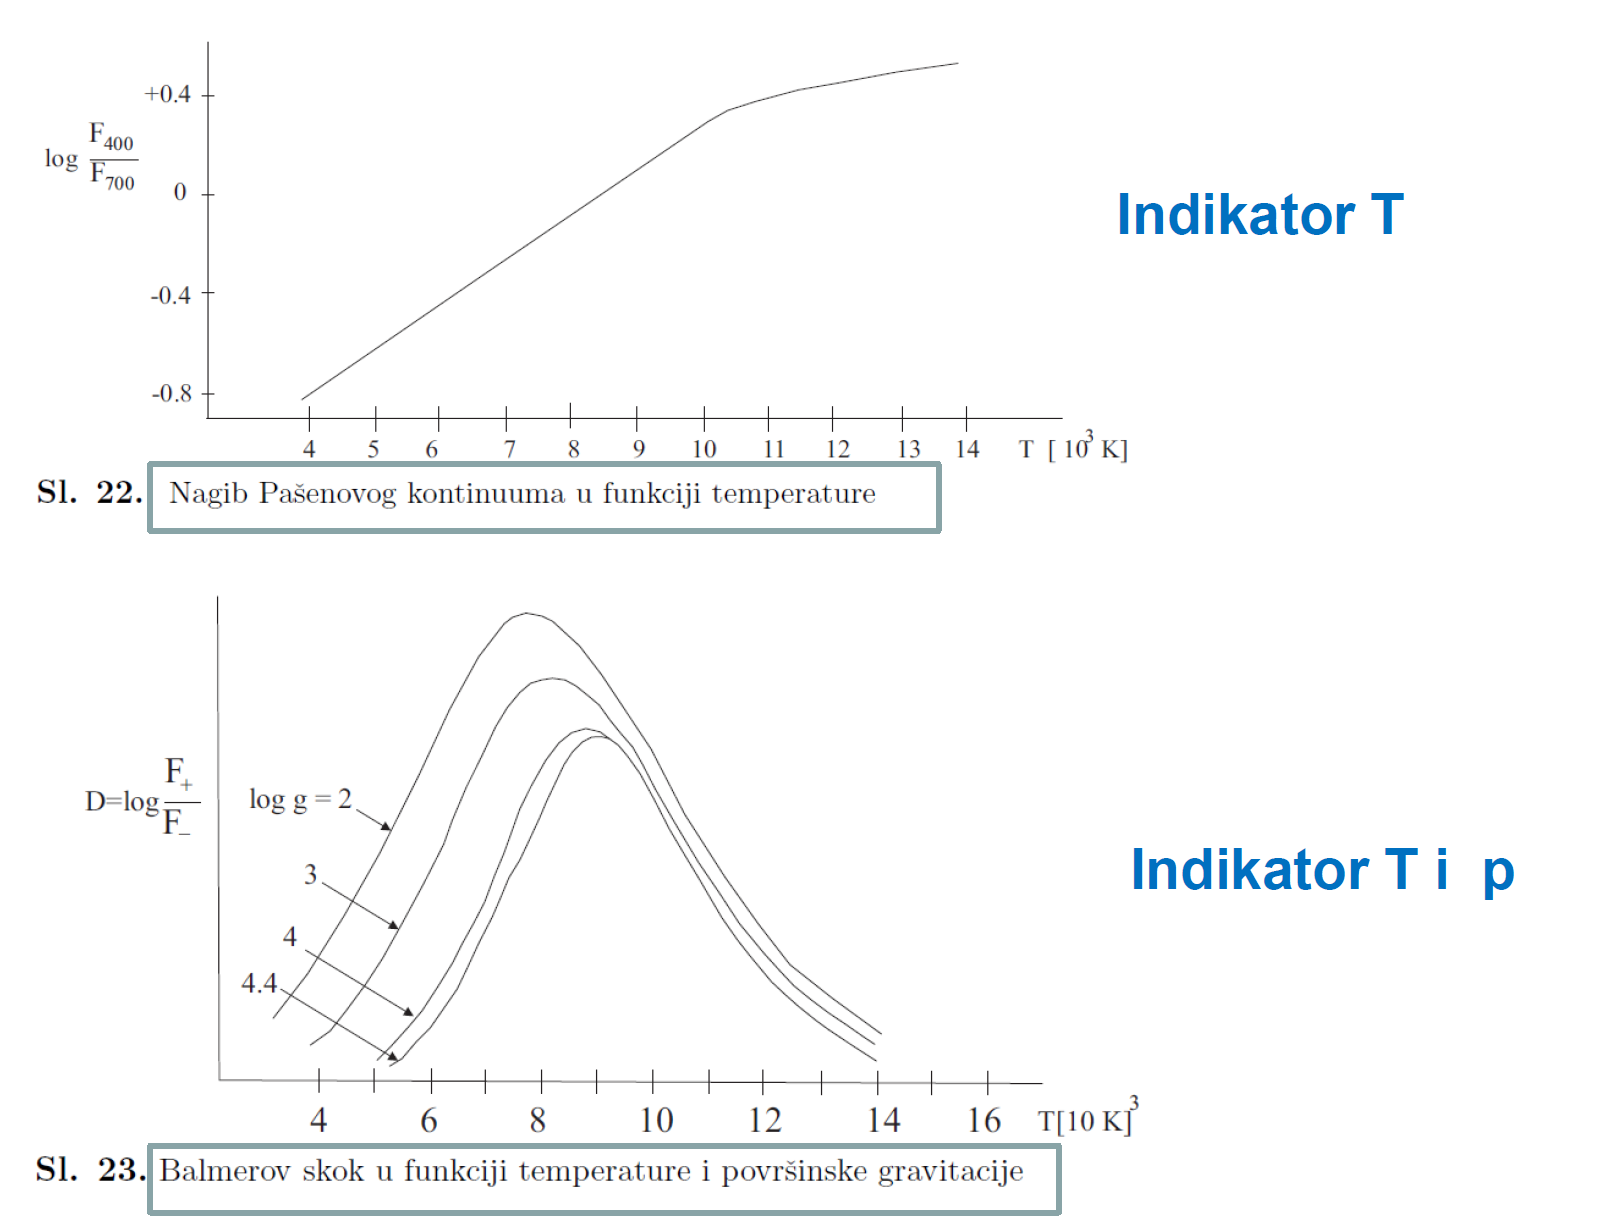 +0.4
log F400/F700
0
-0.4
-0.8
4 5 6 7 8 9 10 11 12 13 14 T [ 10³ K]
Indikator T
Sl. 22. Nagib Pašenovog kontinuuma u funkciji temperature
D=log F+/F−
log g = 2
3
4
4.4
Indikator T i p
4 6 8 10 12 14 16 T[10 K]³
Sl. 23. Balmerov skok u funkciji temperature i površinske gravitacije